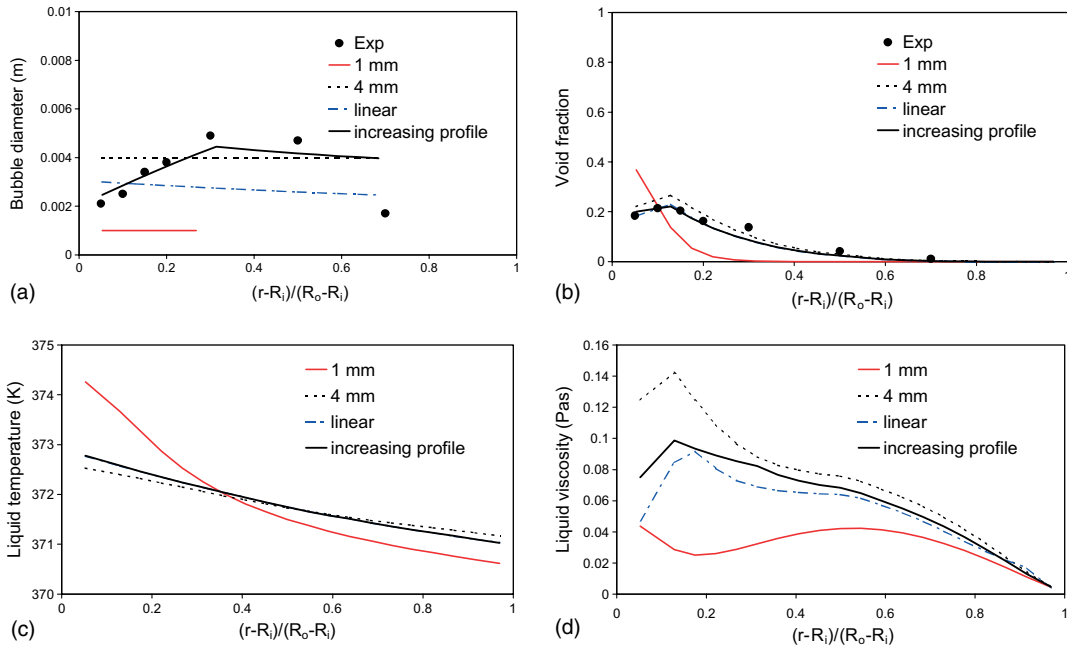 0.01
0.008
0.006
0.004
0.002
0
Bubble diameter (m)
Exp
1 mm
4 mm
linear
increasing profile
0 0.2 0.4 0.6 0.8 1
(r-Ri)/(Ro-Ri)
(a)
1
0.8
0.6
0.4
0.2
0
Void fraction
Exp
1 mm
4 mm
linear
increasing profile
0 0.2 0.4 0.6 0.8 1
(r-Ri)/(Ro-Ri)
(b)
375
374
373
372
371
370
Liquid temperature (K)
1 mm
4 mm
linear
increasing profile
0 0.2 0.4 0.6 0.8 1
(r-Ri)/(Ro-Ri)
(c)
0.16
0.14
0.12
0.1
0.08
0.06
0.04
0.02
0
Liquid viscosity (Pas)
1 mm
4 mm
linear
increasing profile
0 0.2 0.4 0.6 0.8 1
(r-Ri)/(Ro-Ri)
(d)